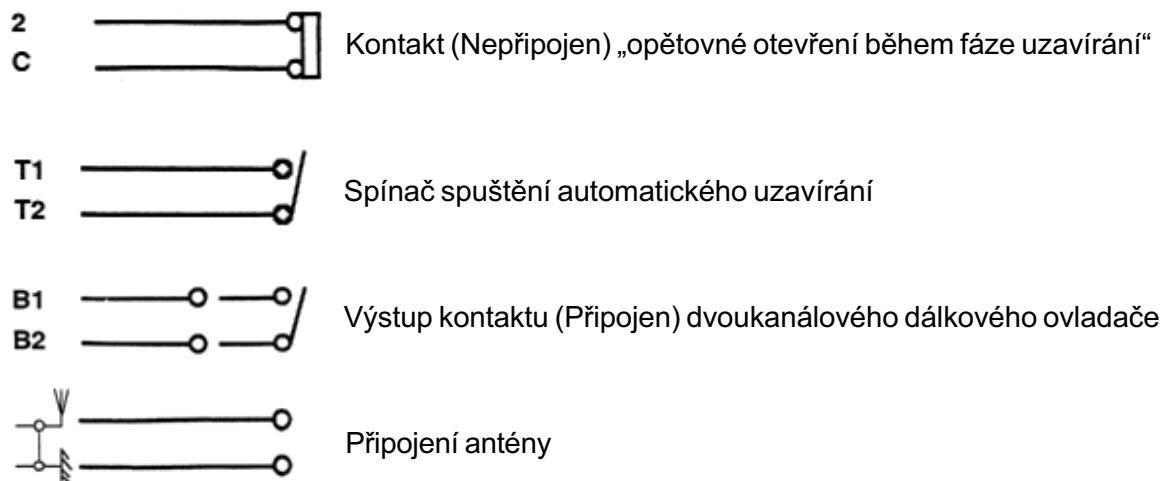 2
C
Kontakt (Nepřipojen) „opětovné otevření během fáze uzavírání“
T1
T2
Spínač spuštění automatického uzavírání
B1
B2
Výstup kontaktu (Připojen) dvoukanálového dálkového ovladače
Připojení antény